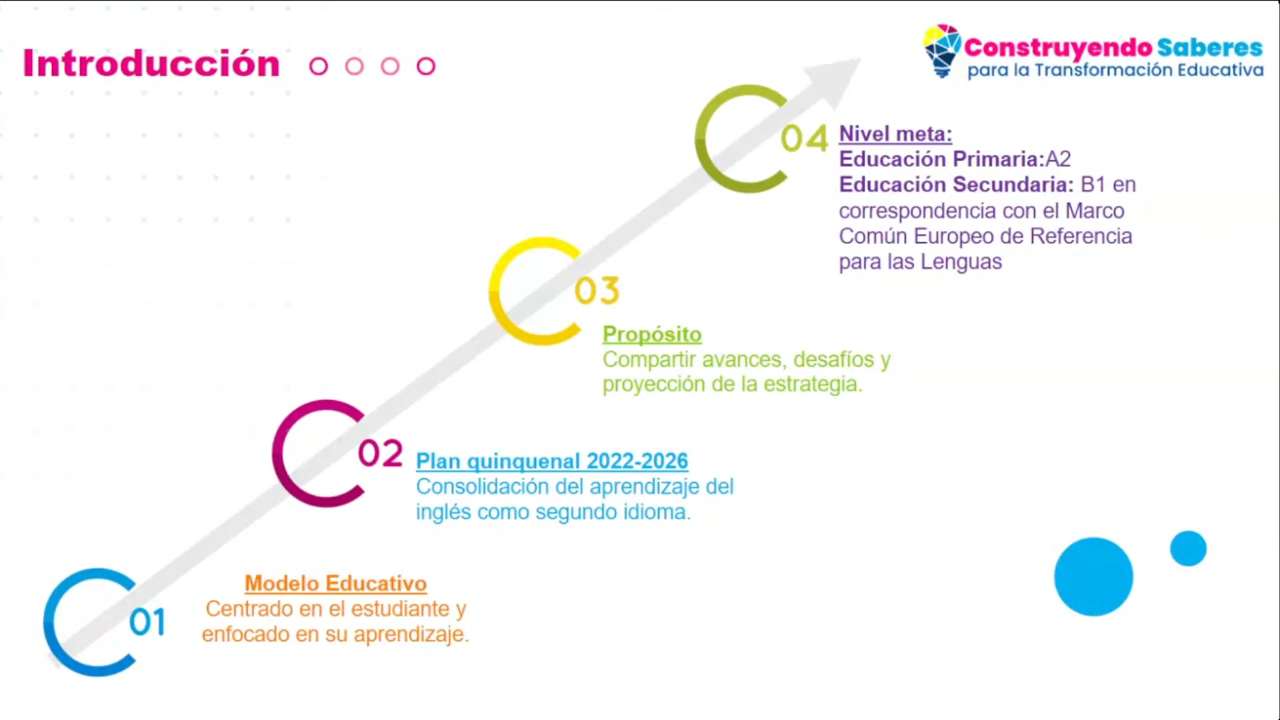 Introducción
Construyendo Saberes
para la Transformación Educativa
04
Nivel meta:
Educación Primaria:A2
Educación Secundaria: B1 en
correspondencia con el Marco
Común Europeo de Referencia
para las Lenguas
03
Propósito
Compartir avances, desafíos y
proyección de la estrategia.
02
Plan quinquenal 2022-2026
Consolidación del aprendizaje del
inglés como segundo idioma.
01
Modelo Educativo
Centrado en el estudiante y
enfocado en su aprendizaje.